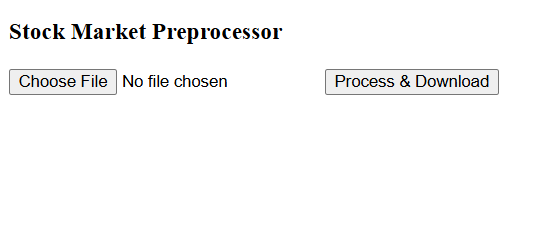 Stock Market Preprocessor
Choose File No file chosen Process & Download